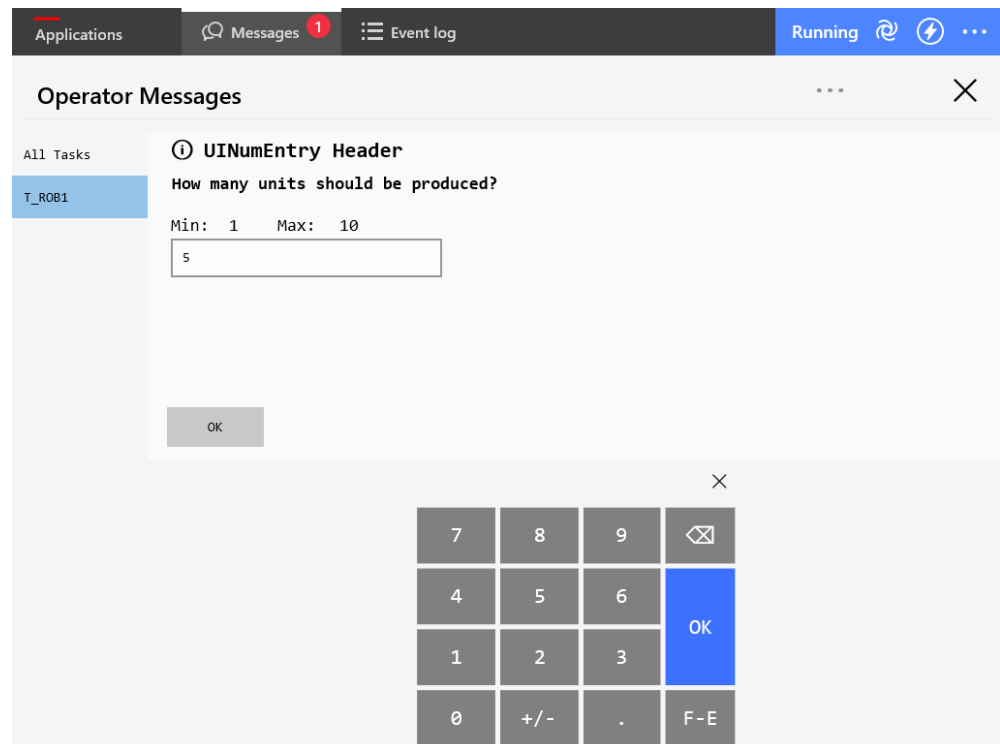 Applications Messages 1 Event log Running
Operator Messages
All Tasks
T_ROB1
UINumEntry Header
How many units should be produced?
Min: 1 Max: 10
5
OK
7 8 9
4 5 6
OK
1 2 3
0 +/- . F-E